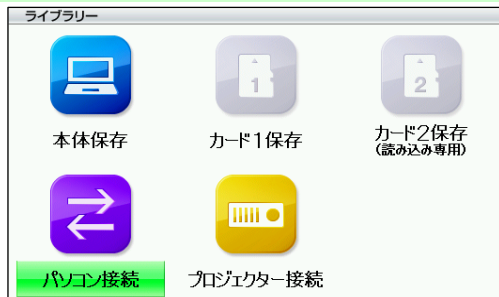 ライブラリー
本体保存
1
カード1保存
2
カード2保存
(読み込み専用)
パソコン接続
プロジェクター接続